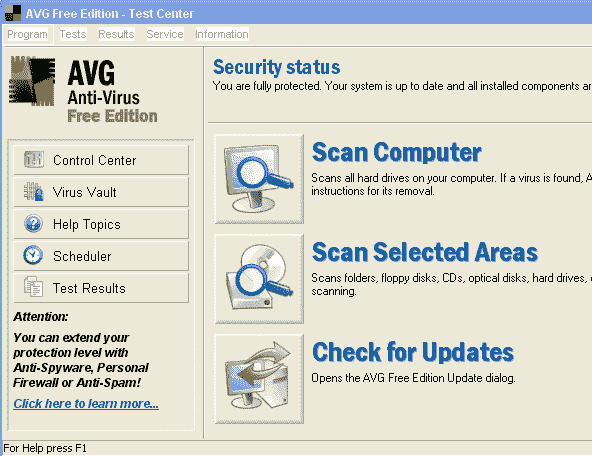 AVG Free Edition - Test Center
Program Tests Results Service Information
AVG
Anti-Virus
Free Edition
Control Center
Virus Vault
Help Topics
Scheduler
Test Results
Attention:
You can extend your
protection level with
Anti-Spyware, Personal
Firewall or Anti-Spam!
Click here to learn more...
Security status
You are fully protected. Your system is up to date and all installed components
Scan Computer
Scans all hard drives on your computer. If a virus is found,
instructions for its removal.
Scan Selected Areas
Scans folders, floppy disks, CDs, optical disks, hard drives,
scanning.
Check for Updates
Opens the AVG Free Edition Update dialog.
For Help press F1